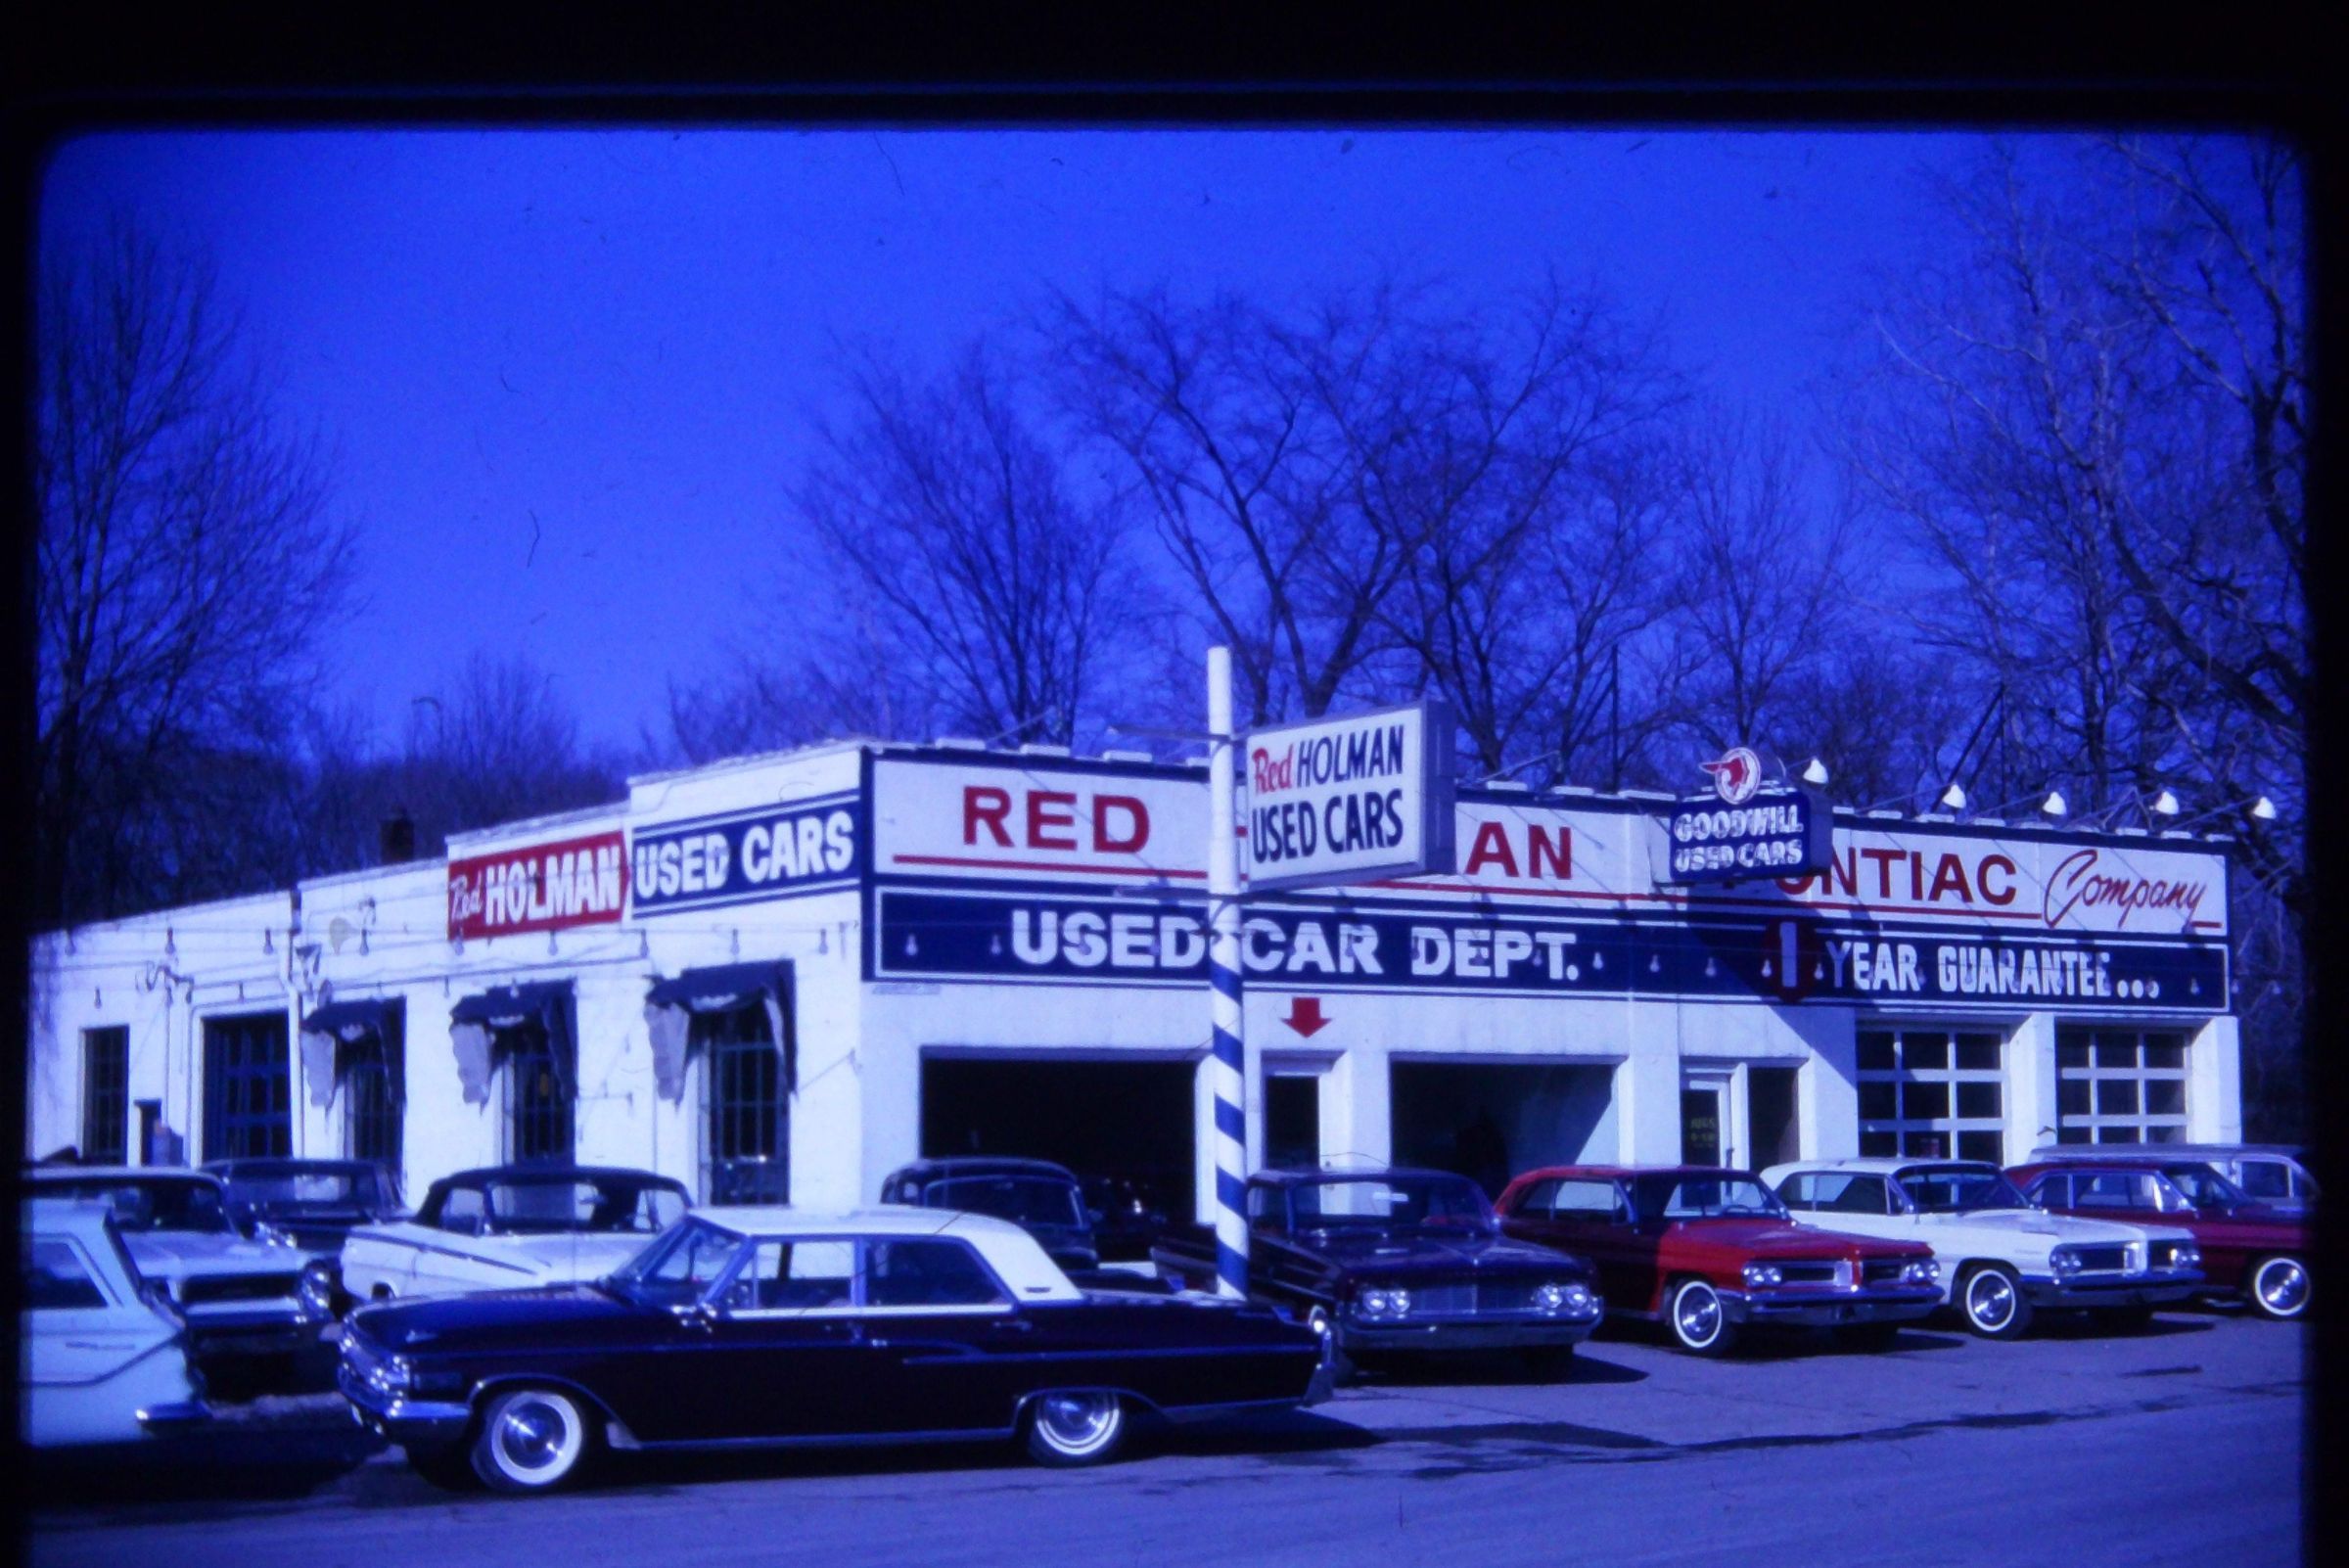 Red HOLMAN USED CARS
RED AN
Red HOLMAN
USED CARS
GOODWILL
USED CARS
NTIAC Company
USED CAR DEPT.
1 YEAR GUARANTEE...